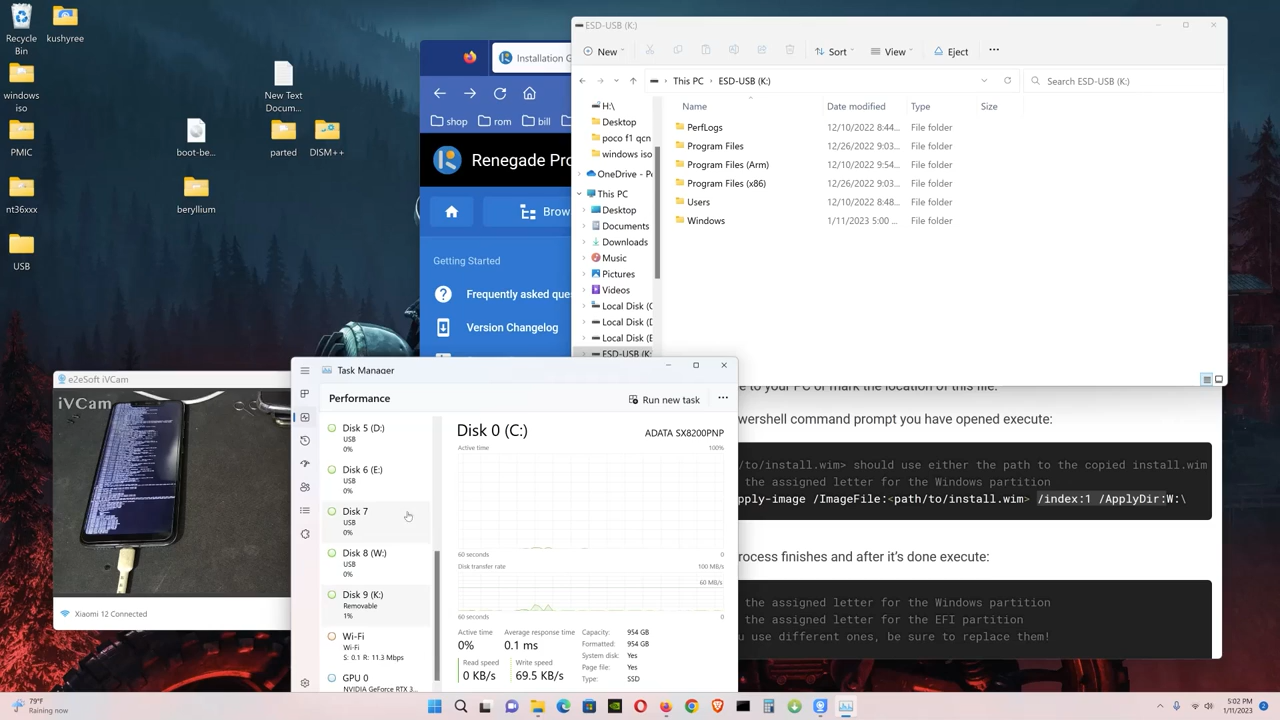 Recycle
Bin
kushyree
windows
iso
New Text
Docum...
PMIC
boot-be...
parted
DISM++
nt36xxx
beryllium
USB
Installation G
shop
rom
bill
Renegade Pro
Brow
Getting Started
Frequently asked que
Version Changelog
ESD-USB (K:)
New
Sort
View
Eject
This PC > ESD-USB (K:)
Search ESD-USB (K:)
Name
Date modified
Type
Size
H:\
Desktop
poco f1 qcn
windows iso
OneDrive - Pe
This PC
Desktop
Documents
Downloads
Music
Pictures
Videos
Local Disk (C
Local Disk (D
Local Disk (E
ESD-USB (K:
PerfLogs 12/10/2022 8:44... File folder
Program Files 12/26/2022 9:03... File folder
Program Files (Arm) 12/10/2022 9:54... File folder
Program Files (x86) 12/26/2022 9:03... File folder
Users 12/10/2022 8:48... File folder
Windows 1/11/2023 5:00 ... File folder
e to your PC or mark the location of this file.
wershell command prompt you have opened execute:
/to/install.wim> should use either the path to the copied install.wim
the assigned letter for the Windows partition
pply-image /ImageFile:<path/to/install.wim> /index:1 /ApplyDir:W:\
rocess finishes and after it's done execute:
the assigned letter for the Windows partition
the assigned letter for the EFI partition
u use different ones, be sure to replace them!
e2eSoft iVCam
iVCam
Xiaomi 12 Connected
Task Manager
Performance
Run new task
Disk 5 (D:)
USB
0%
Disk 6 (E:)
USB
0%
Disk 7
USB
0%
Disk 8 (W:)
USB
0%
Disk 9 (K:)
Removable
1%
Wi-Fi
Wi-Fi
S: 0.1 R: 11.3 Mbps
GPU 0
NVIDIA GeForce RTX 3...
Disk 0 (C:)
ADATA SX8200PNP
Active time
100%
60 seconds
0
Disk transfer rate
100 MB/s
60 MB/s
60 seconds
0
Active time
0%
Average response time
0.1 ms
Read speed
0 KB/s
Write speed
69.5 KB/s
Capacity: 954 GB
Formatted: 954 GB
System disk: Yes
Page file: Yes
Type: SSD
79°F
Raining now
5:02 PM
1/11/2023
2